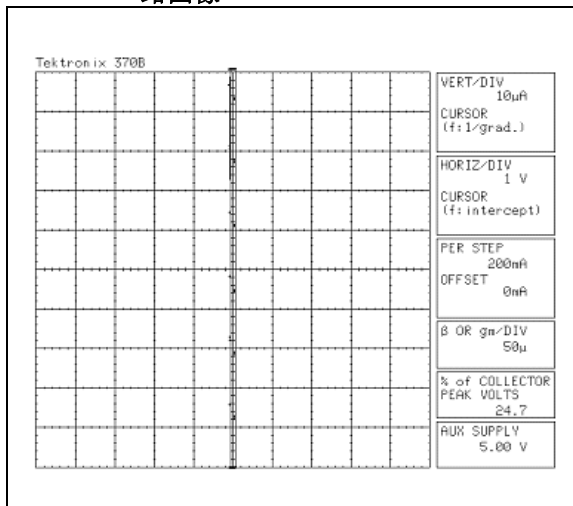 Tektronix 370B
VERT/DIV
10µA
CURSOR
(f:1/grad.)
HORIZ/DIV
1 V
CURSOR
(f:intercept)
PER STEP
200mA
OFFSET
0mA
β OR gm/DIV
50µ
% of COLLECTOR
PEAK VOLTS
24.7
AUX SUPPLY
5.00 V